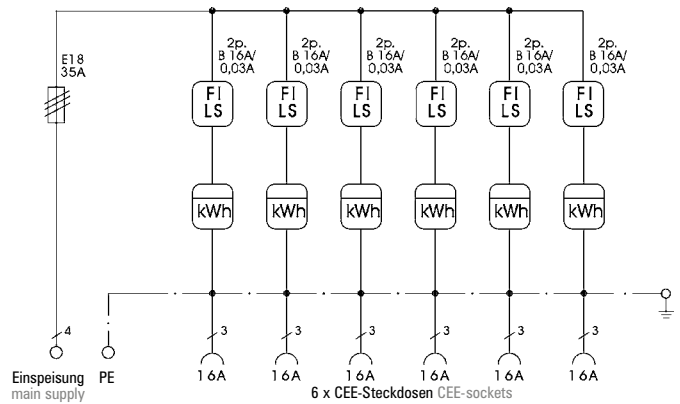 E18
35A
2p.
B 16A/
0,03A
2p.
B 16A/
0,03A
2p.
B 16A/
0,03A
2p.
B 16A/
0,03A
2p.
B 16A/
0,03A
2p.
B 16A/
0,03A
FI
LS
FI
LS
FI
LS
FI
LS
FI
LS
FI
LS
kWh
kWh
kWh
kWh
kWh
kWh
4
3
3
3
3
3
3
16A
16A
16A
16A
16A
16A
Einspeisung
main supply
PE
6 x CEE-Steckdosen CEE-sockets